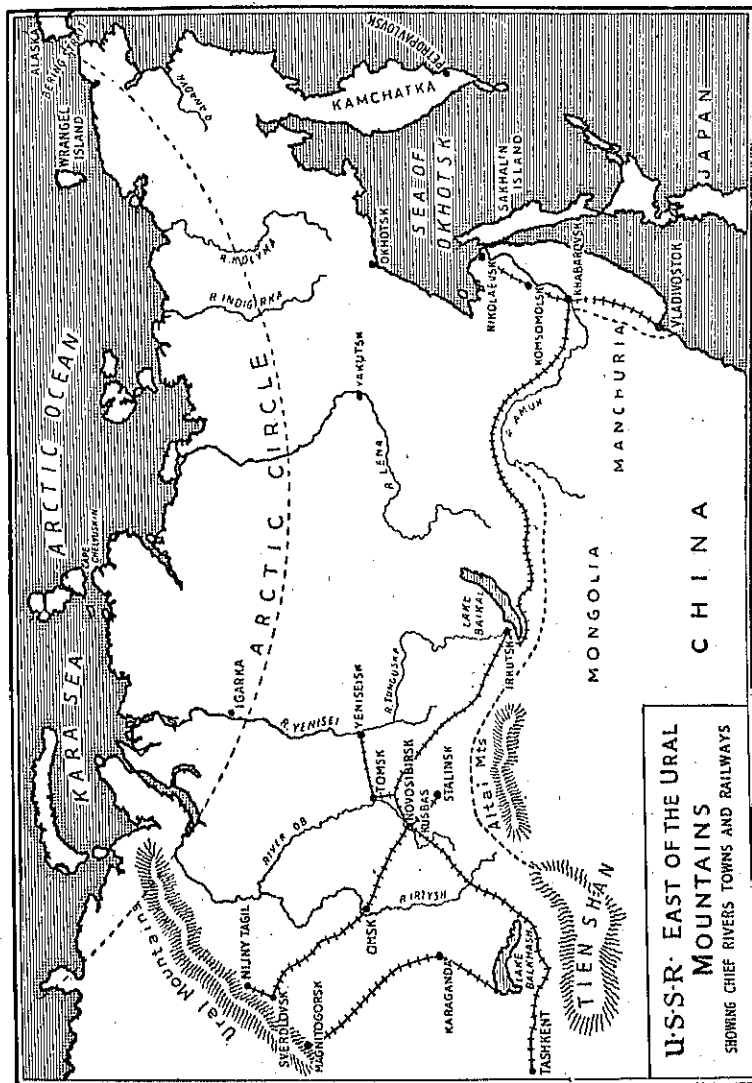 U·S·S·R· EAST OF THE URAL
MOUNTAINS
SHOWING CHIEF RIVERS TOWNS AND RAILWAYS
KARA SEA
ARCTIC OCEAN
CAPE
CHELYUSKIN
WRANGEL
ISLAND
ALASKA
BERING STRAIT
ARCTIC CIRCLE
R. ANADYR
R. KOLYMA
R. INDIGIRKA
KAMCHATKA
PETROPAVLOVSK
SEA OF
OKHOTSK
OKHOTSK
SAKHALIN
ISLAND
JAPAN
Ural Mountains
IGARKA
R. YENISEI
YENISEISK
R. TUNGUSKA
RIVER OB
TOMSK
NOVOSIBIRSK
KUSBAS
STALINSK
NIJNY TAGIL
SVERDLOVSK
MAGNITOGORSK
OMSK
R. IRTYSH
KARAGANDA
LAKE
BALKHASH
TASHKENT
TIEN SHAN
Altai Mts
YAKUTSK
R. LENA
LAKE
BAIKAL
IRKUTSK
R. AMUR
NIKOLAEVSK
KOMSOMOLSK
KHABAROVSK
VLADIVOSTOK
MANCHURIA
MONGOLIA
CHINA